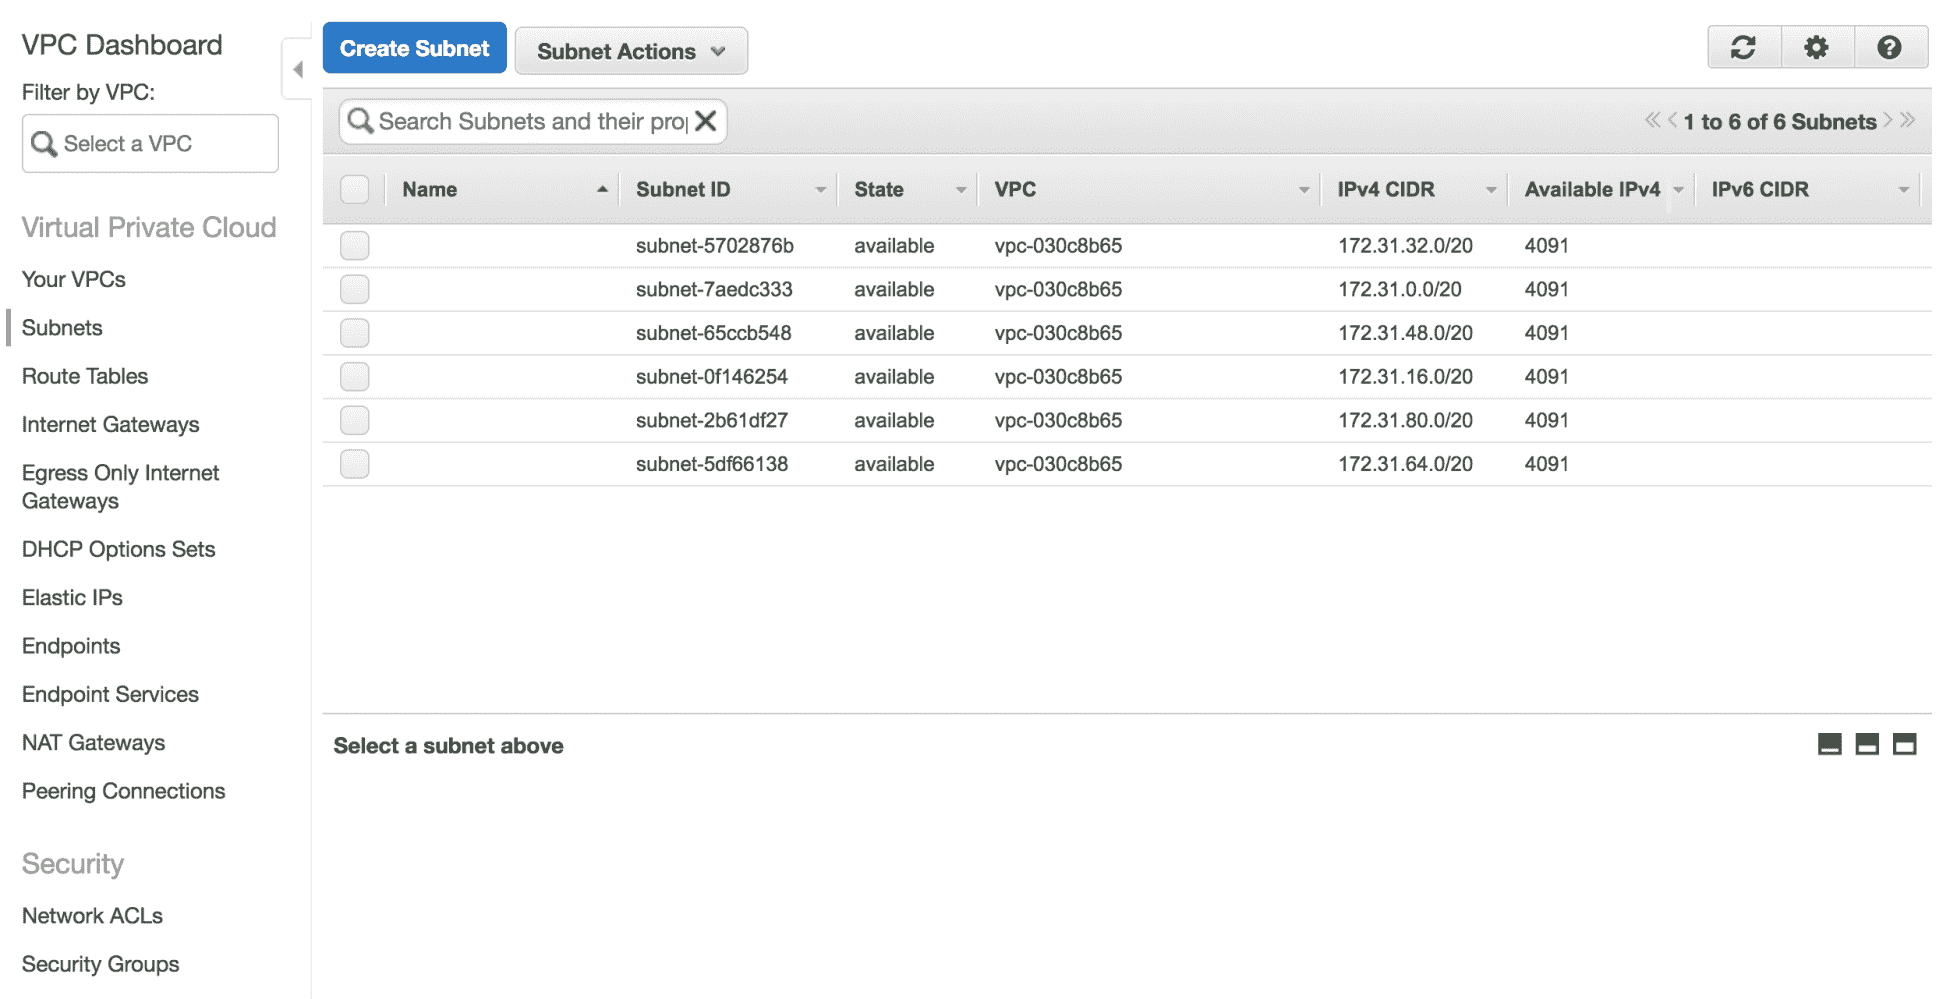 VPC Dashboard
Filter by VPC:
Select a VPC
Virtual Private Cloud
Your VPCs
Subnets
Route Tables
Internet Gateways
Egress Only Internet
Gateways
DHCP Options Sets
Elastic IPs
Endpoints
Endpoint Services
NAT Gateways
Peering Connections
Security
Network ACLs
Security Groups
Create Subnet Subnet Actions
Search Subnets and their pro
1 to 6 of 6 Subnets
Name Subnet ID State VPC IPv4 CIDR Available IPv4 IPv6 CIDR
subnet-5702876b available vpc-030c8b65 172.31.32.0/20 4091
subnet-7aedc333 available vpc-030c8b65 172.31.0.0/20 4091
subnet-65ccb548 available vpc-030c8b65 172.31.48.0/20 4091
subnet-0f146254 available vpc-030c8b65 172.31.16.0/20 4091
subnet-2b61df27 available vpc-030c8b65 172.31.80.0/20 4091
subnet-5df66138 available vpc-030c8b65 172.31.64.0/20 4091
Select a subnet above